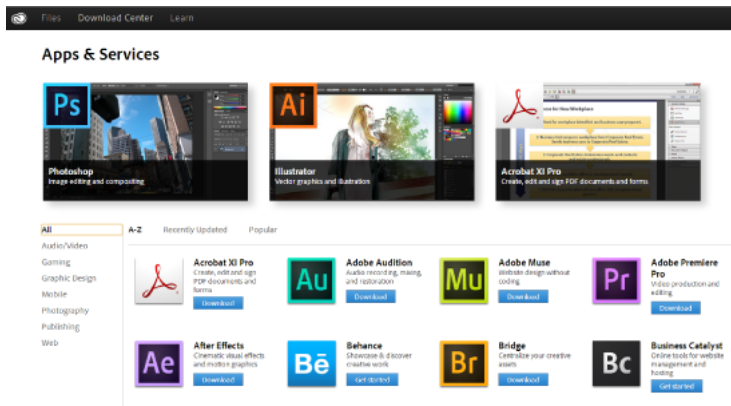 Files Download Center Learn
Apps & Services
Ps
Ai
Photoshop
Image editing and compositing
Illustrator
Vector graphics and illustration
Acrobat XI Pro
Create, edit and sign PDF documents and forms
All
Audio/Video
Gaming
Graphic Design
Mobile
Photography
Publishing
Web
A-Z Recently Updated Popular
Acrobat XI Pro
Create, edit and sign
PDF documents and
forms
Download
Au
Adobe Audition
Audio recording, mixing,
and restoration
Download
Mu
Adobe Muse
Website design without
coding
Download
Pr
Adobe Premiere
Pro
Video production and
editing
Download
Ae
After Effects
Cinematic visual effects
and motion graphics
Download
Bē
Behance
Showcase & discover
creative work
Get started
Br
Bridge
Centralize your creative
assets
Download
Bc
Business Catalyst
Online tools for website
management and
hosting
Get started